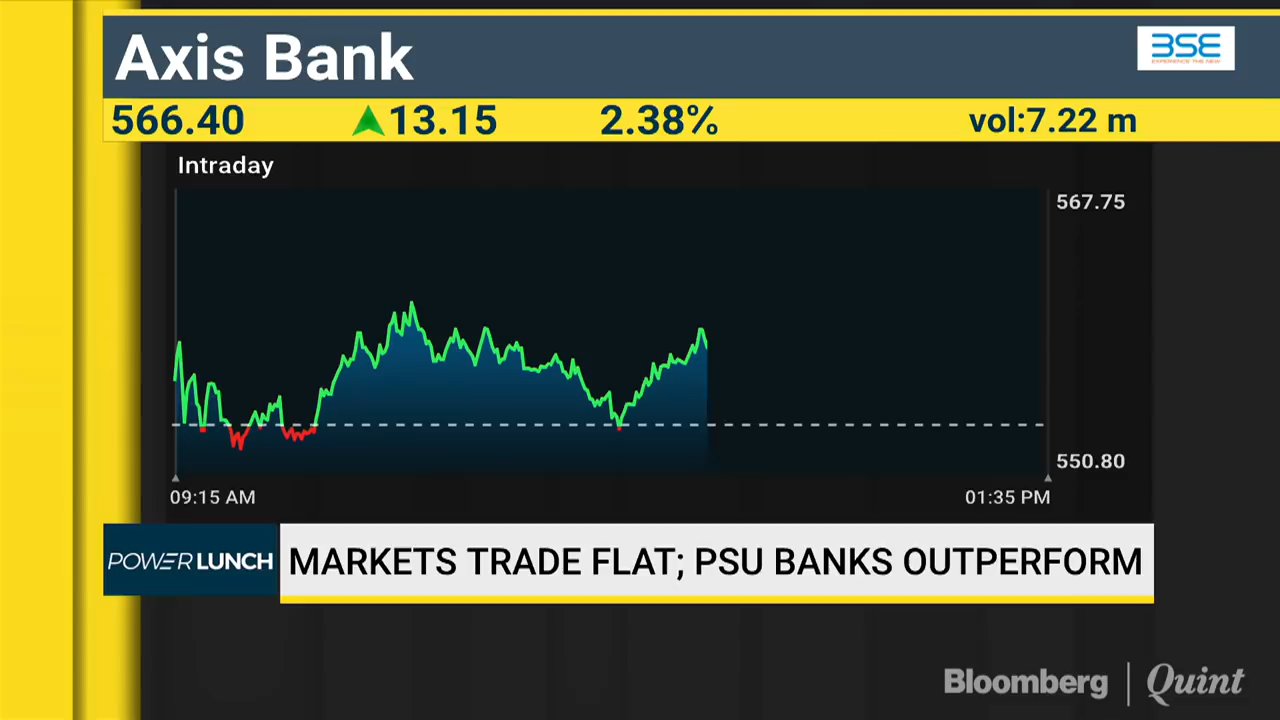 Axis Bank
BSE
EXPERIENCE THE NEW
566.40 13.15 2.38% vol:7.22 m
Intraday
567.75
550.80
09:15 AM 01:35 PM
POWER LUNCH
MARKETS TRADE FLAT; PSU BANKS OUTPERFORM
Bloomberg | Quint